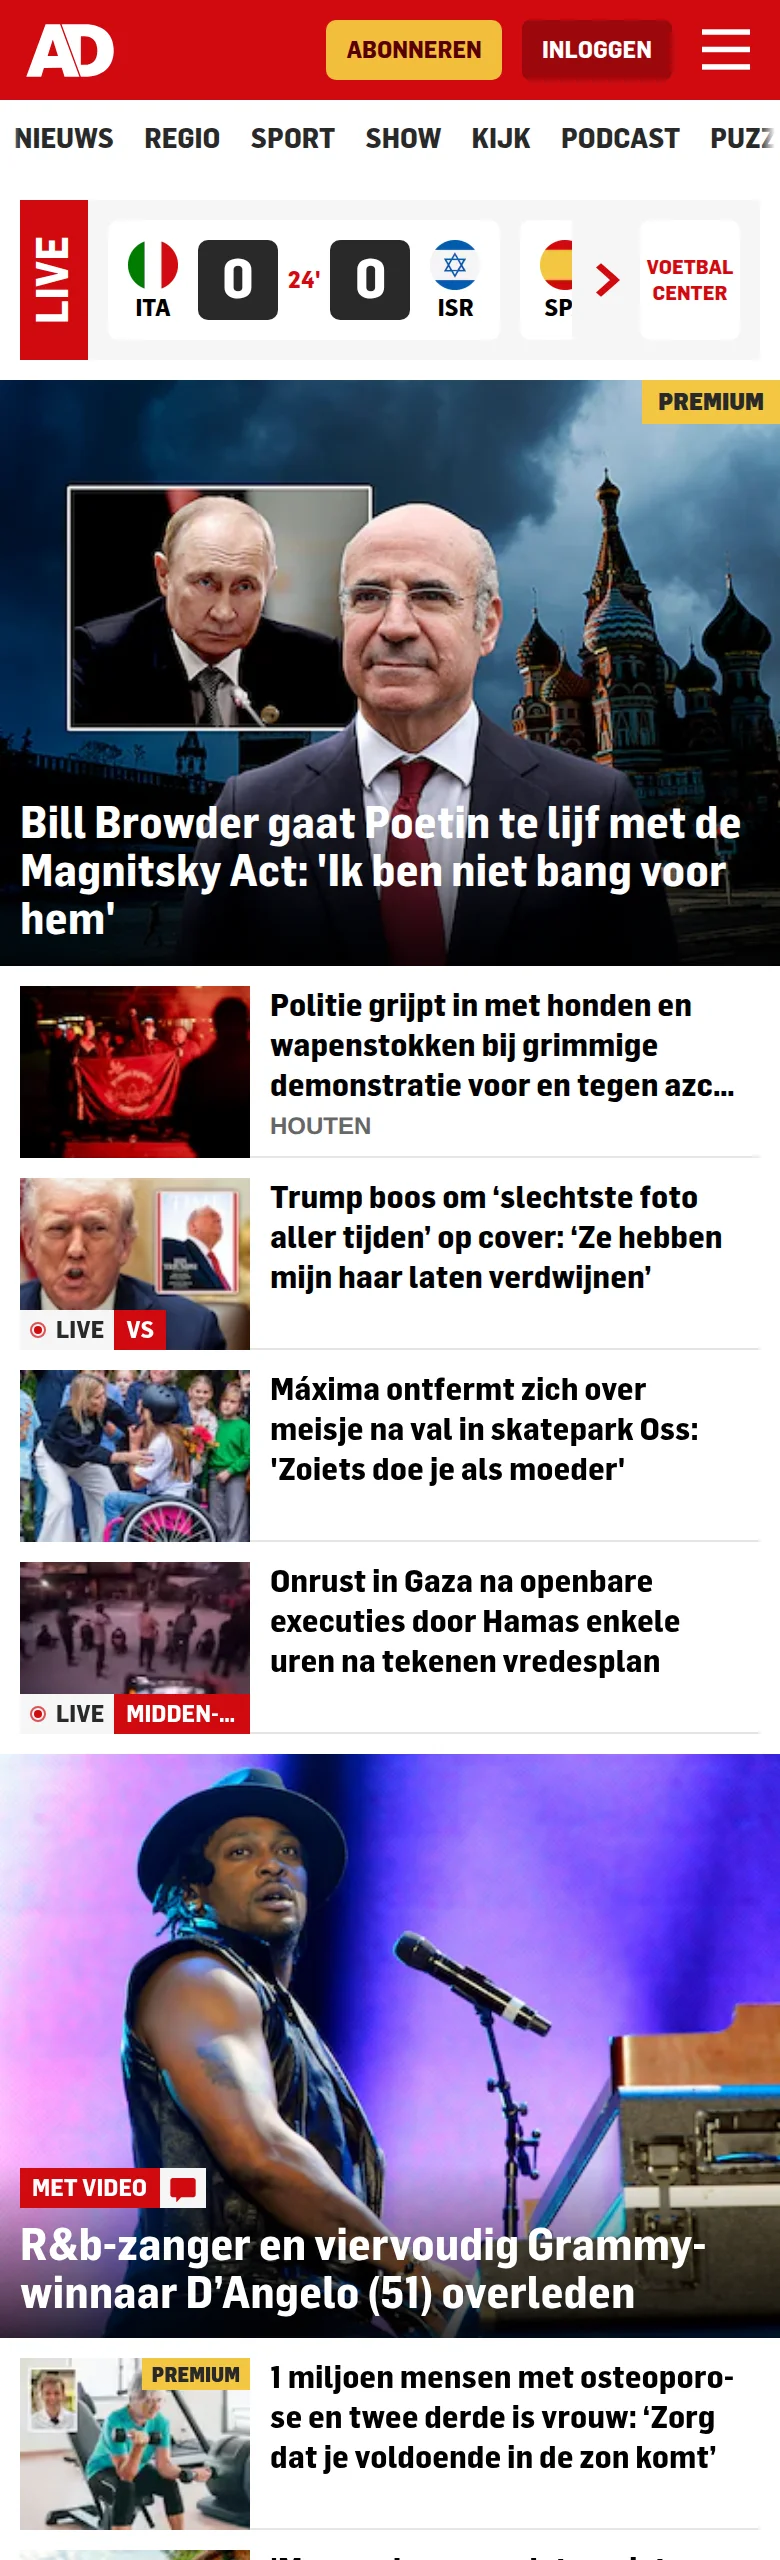 AD
ABONNEREN
INLOGGEN
NIEUWS REGIO SPORT SHOW KIJK PODCAST PUZZ
LIVE
ITA
0
24'
0
ISR
SP
VOETBAL
CENTER
PREMIUM
Bill Browder gaat Poetin te lijf met de
Magnitsky Act: 'Ik ben niet bang voor
hem'
Politie grijpt in met honden en
wapenstokken bij grimmige
demonstratie voor en tegen azc...
HOUTEN
Trump boos om ‘slechtste foto
aller tijden’ op cover: ‘Ze hebben
mijn haar laten verdwijnen’
LIVE VS
Máxima ontfermt zich over
meisje na val in skatepark Oss:
'Zoiets doe je als moeder'
Onrust in Gaza na openbare
executies door Hamas enkele
uren na tekenen vredesplan
LIVE MIDDEN-...
MET VIDEO
R&b-zanger en viervoudig Grammy-
winnaar D’Angelo (51) overleden
PREMIUM
1 miljoen mensen met osteoporo-
se en twee derde is vrouw: ‘Zorg
dat je voldoende in de zon komt’